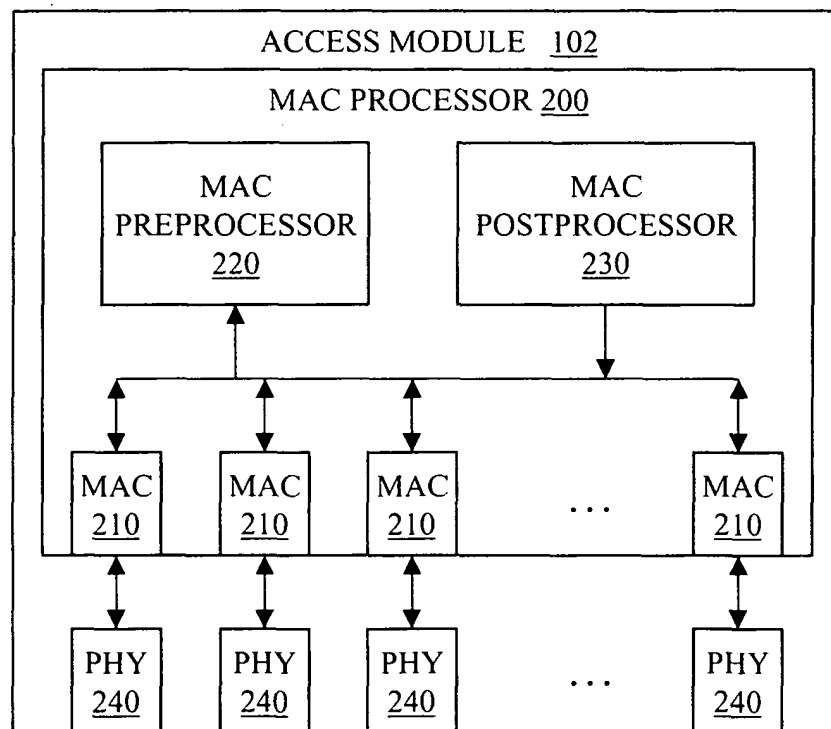 ACCESS MODULE 102
MAC PROCESSOR 200
MAC PREPROCESSOR 220
MAC POSTPROCESSOR 230
MAC 210
MAC 210
MAC 210
...
MAC 210
PHY 240
PHY 240
PHY 240
...
PHY 240